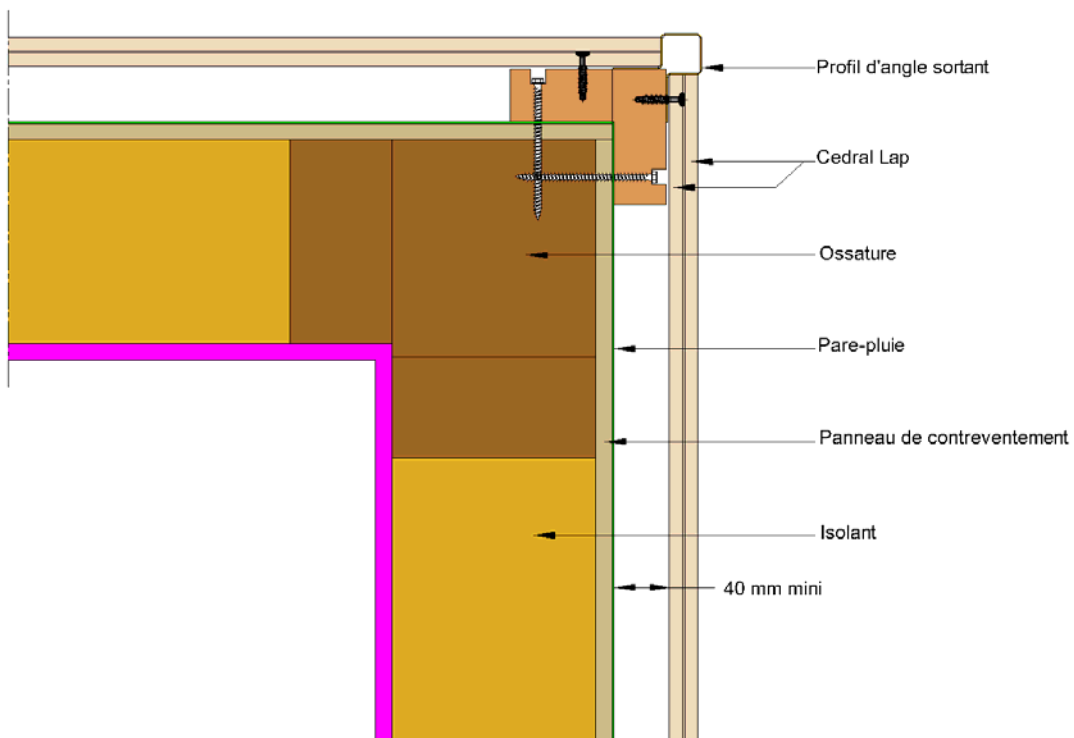 Profil d'angle sortant
Cedral Lap
Ossature
Pare-pluie
Panneau de contreventement
Isolant
40 mm mini